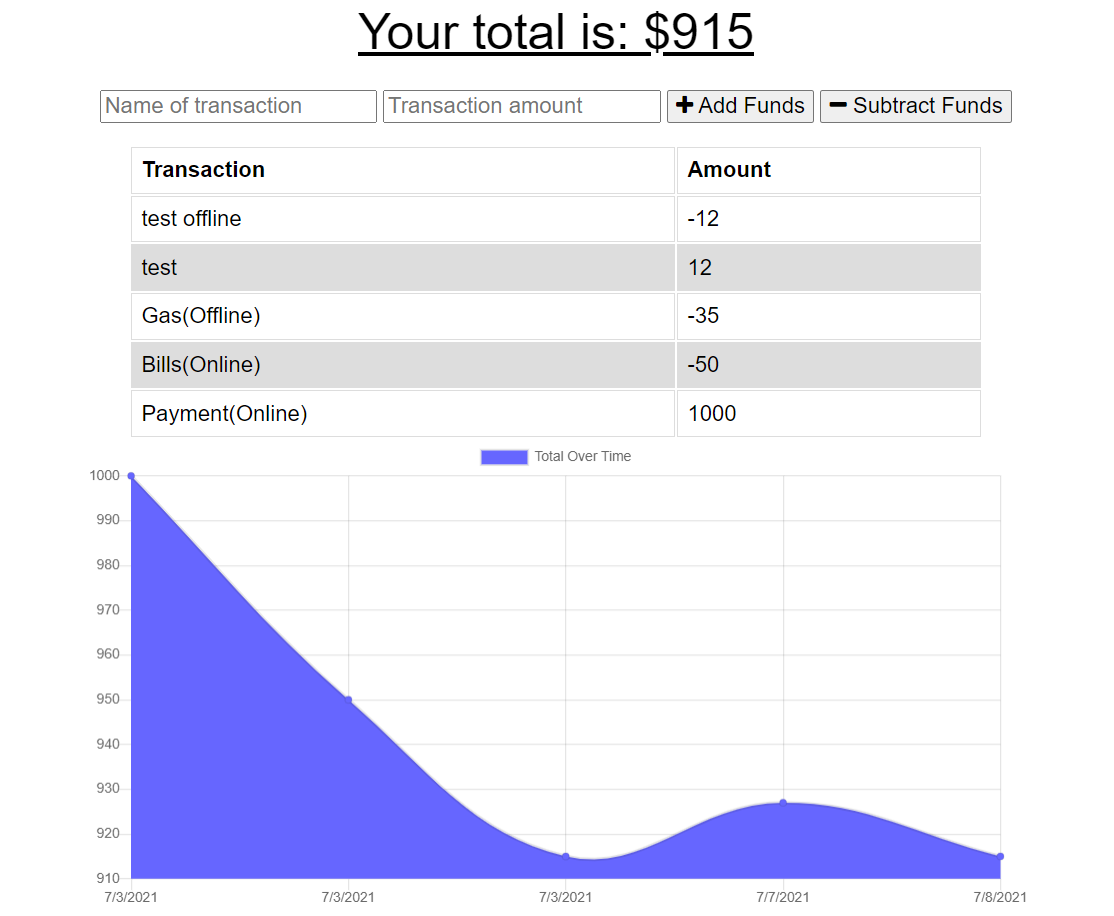 Your total is: $915
Name of transaction Transaction amount Add Funds Subtract Funds
Transaction Amount
test offline -12
test 12
Gas(Offline) -35
Bills(Online) -50
Payment(Online) 1000
Total Over Time
1000
990
980
970
960
950
940
930
920
910
7/3/2021 7/3/2021 7/3/2021 7/7/2021 7/8/2021